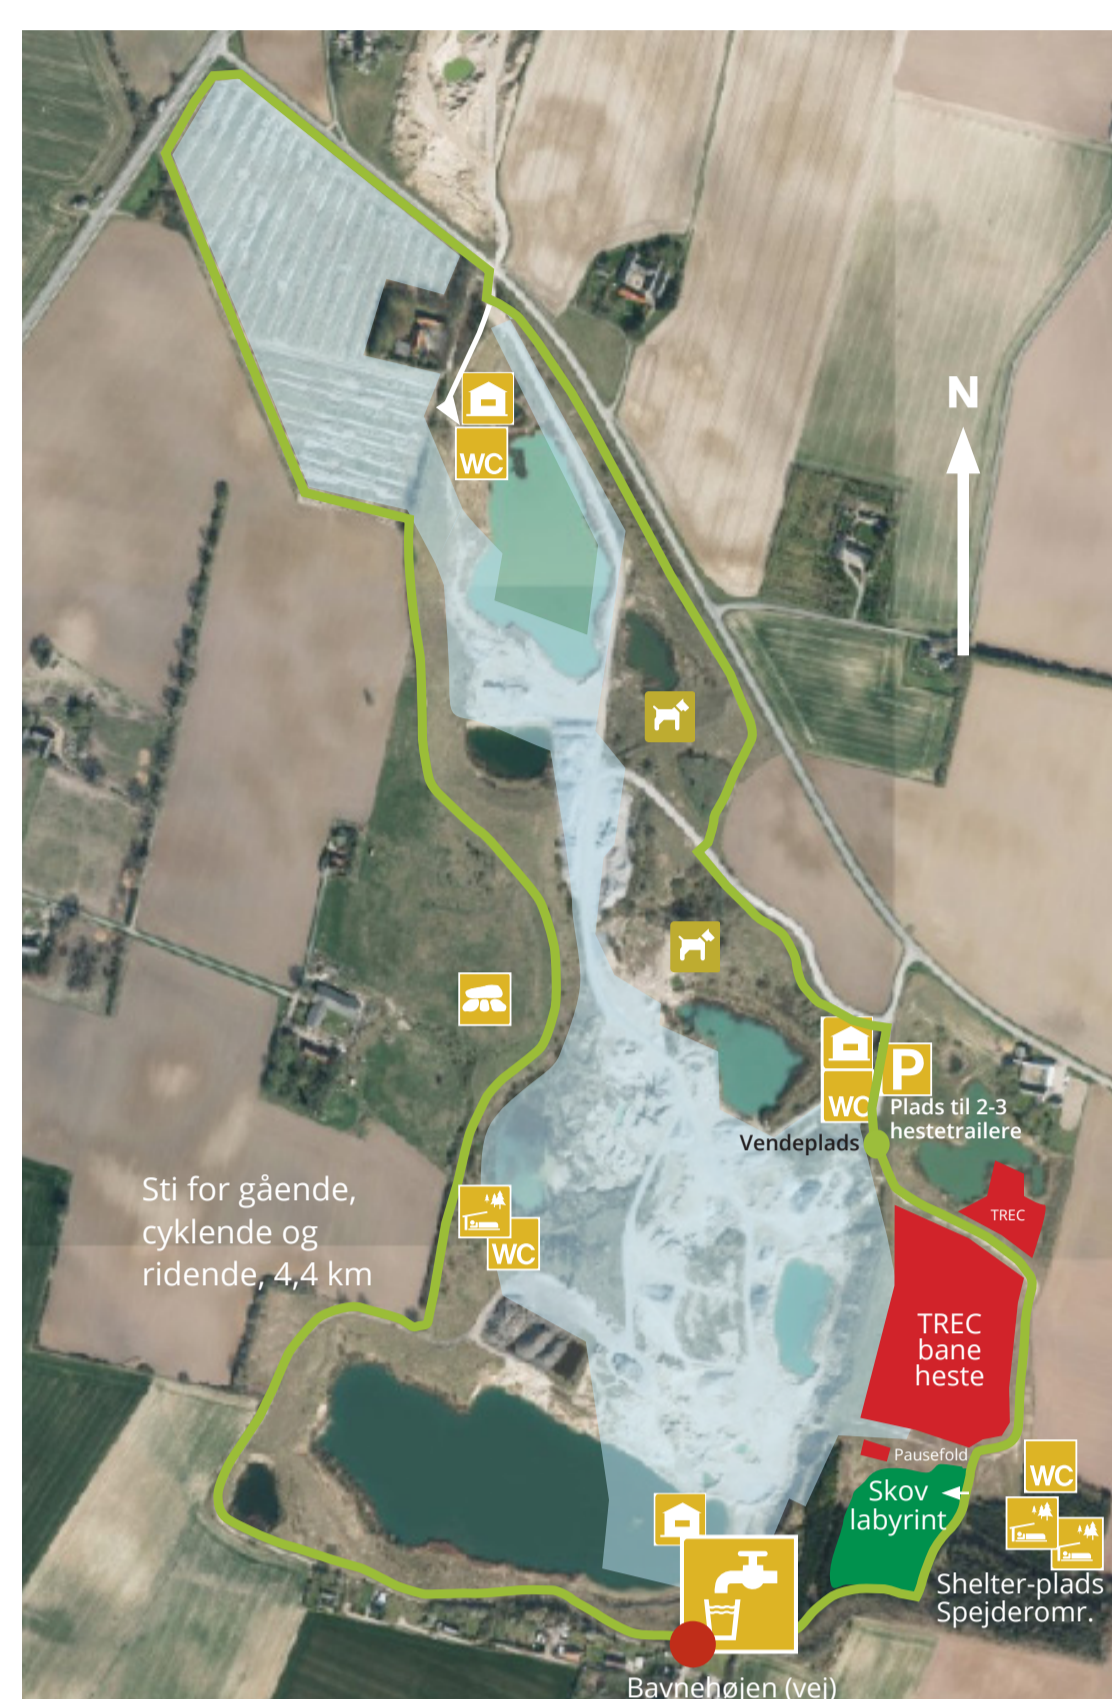 N
WC
WC
P
Plads til 2-3
hestetrailere
Vendeplads
Sti for gående,
cyklende og
ridende, 4,4 km
WC
TREC
TREC
bane
heste
Pausefold
WC
Skov
labyrint
Shelter-plads
Spejderomr.
Bavnehøjen (vej)